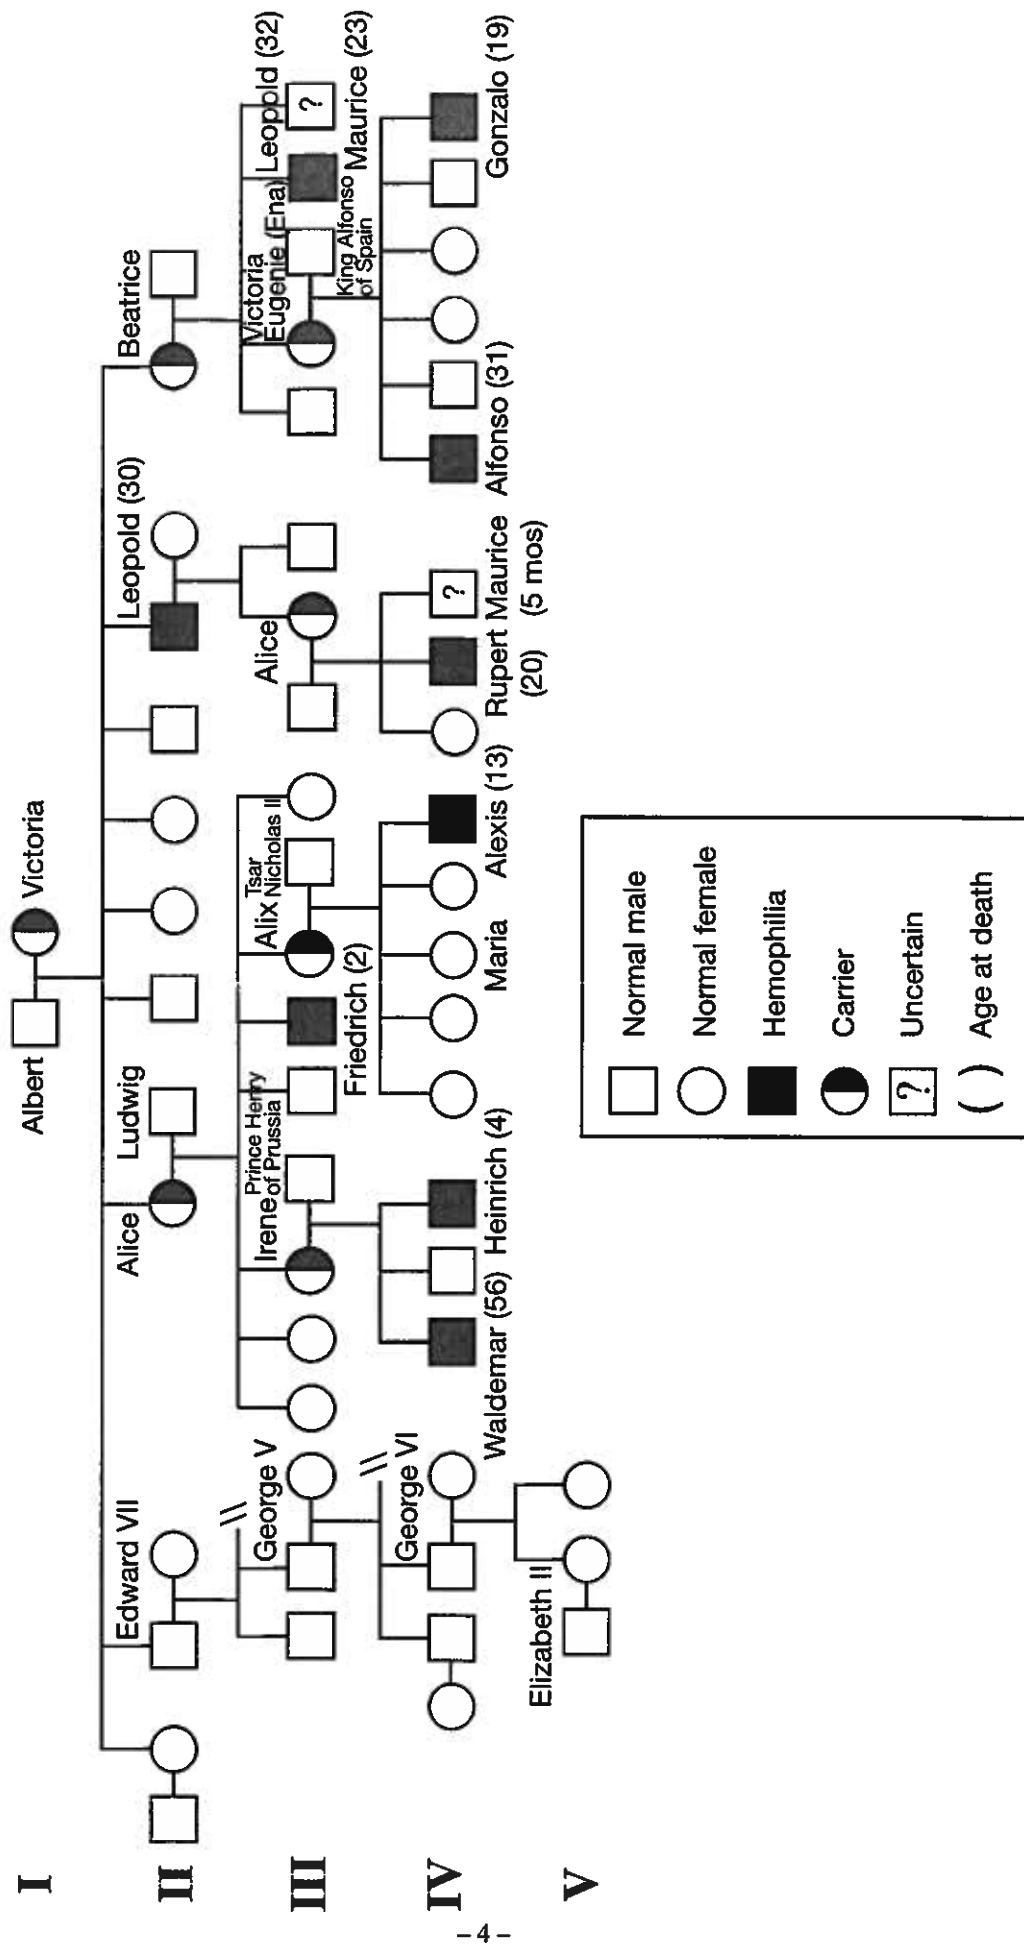 I
Albert
Victoria
II
Edward VII
Alice
Ludwig
Leopold (30)
Beatrice
III
George V
Irene
Prince Henry
of Prussia
Friedrich (2)
Alix
Tsar
Nicholas II
Alice
Victoria
Eugenie (Ena)
King Alfonso
of Spain
Leopold (32)
?
Maurice (23)
IV
George VI
Waldemar (56)
Heinrich (4)
Maria
Alexis (13)
Rupert
(20)
?
Maurice
(5 mos)
Alfonso (31)
Gonzalo (19)
V
Elizabeth II
Normal male
Normal female
Hemophilia
Carrier
? Uncertain
( ) Age at death
– 4 –